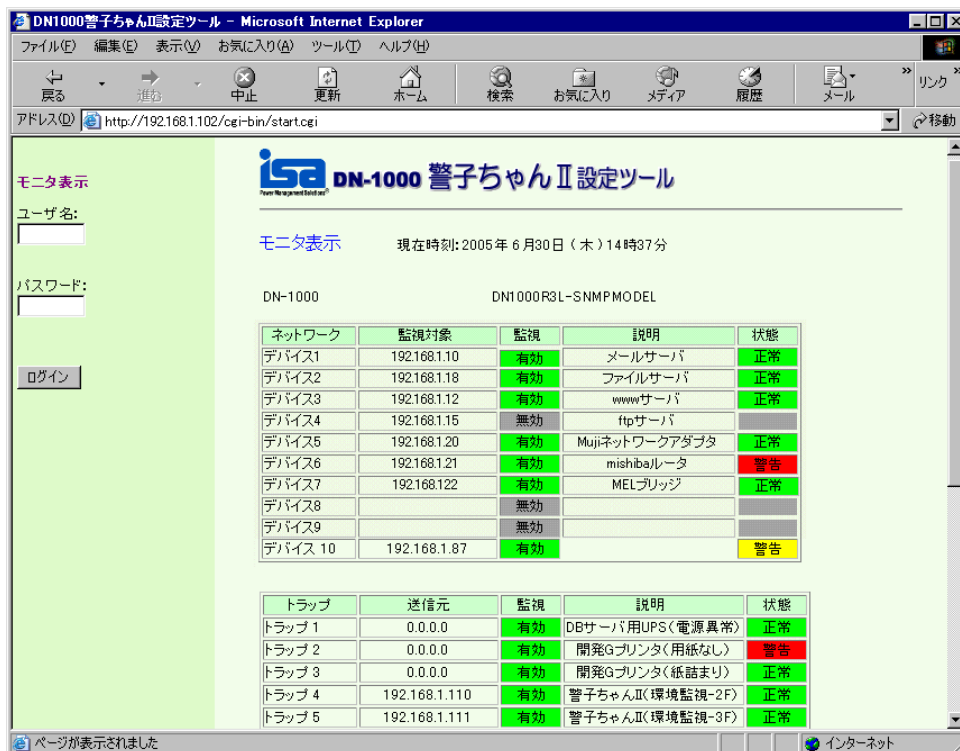 DN1000警子ちゃんII設定ツール - Microsoft Internet Explorer
ファイル(F) 編集(E) 表示(V) お気に入り(A) ツール(T) ヘルプ(H)
戻る 進む 中止 更新 ホーム 検索 お気に入り メディア 履歴 メール » リンク »
アドレス(D) http://192.168.1.102/cgi-bin/start.cgi 移動
モニタ表示
ユーザ名:
パスワード:
ログイン
isa DN-1000 警子ちゃんⅡ設定ツール
Power Management Solutions
モニタ表示 現在時刻:2005年6月30日(木)14時37分
DN-1000 DN1000R3L-SNMPMODEL
ネットワーク 監視対象 監視 説明 状態
デバイス1 192.168.1.10 有効 メールサーバ 正常
デバイス2 192.168.1.18 有効 ファイルサーバ 正常
デバイス3 192.168.1.12 有効 wwwサーバ 正常
デバイス4 192.168.1.15 無効 ftpサーバ
デバイス5 192.168.1.20 有効 Mujiネットワークアダプタ 正常
デバイス6 192.168.1.21 有効 mishibaルータ 警告
デバイス7 192.168.122 有効 MELブリッジ 正常
デバイス8 無効
デバイス9 無効
デバイス 10 192.168.1.87 有効 警告
トラップ 送信元 監視 説明 状態
トラップ 1 0.0.0.0 有効 DBサーバ用UPS(電源異常) 正常
トラップ 2 0.0.0.0 有効 開発Gプリンタ(用紙なし) 警告
トラップ 3 0.0.0.0 有効 開発Gプリンタ(紙詰まり) 正常
トラップ 4 192.168.1.110 有効 警子ちゃんII(環境監視-2F) 正常
トラップ 5 192.168.1.111 有効 警子ちゃんII(環境監視-3F) 正常
ページが表示されました インターネット